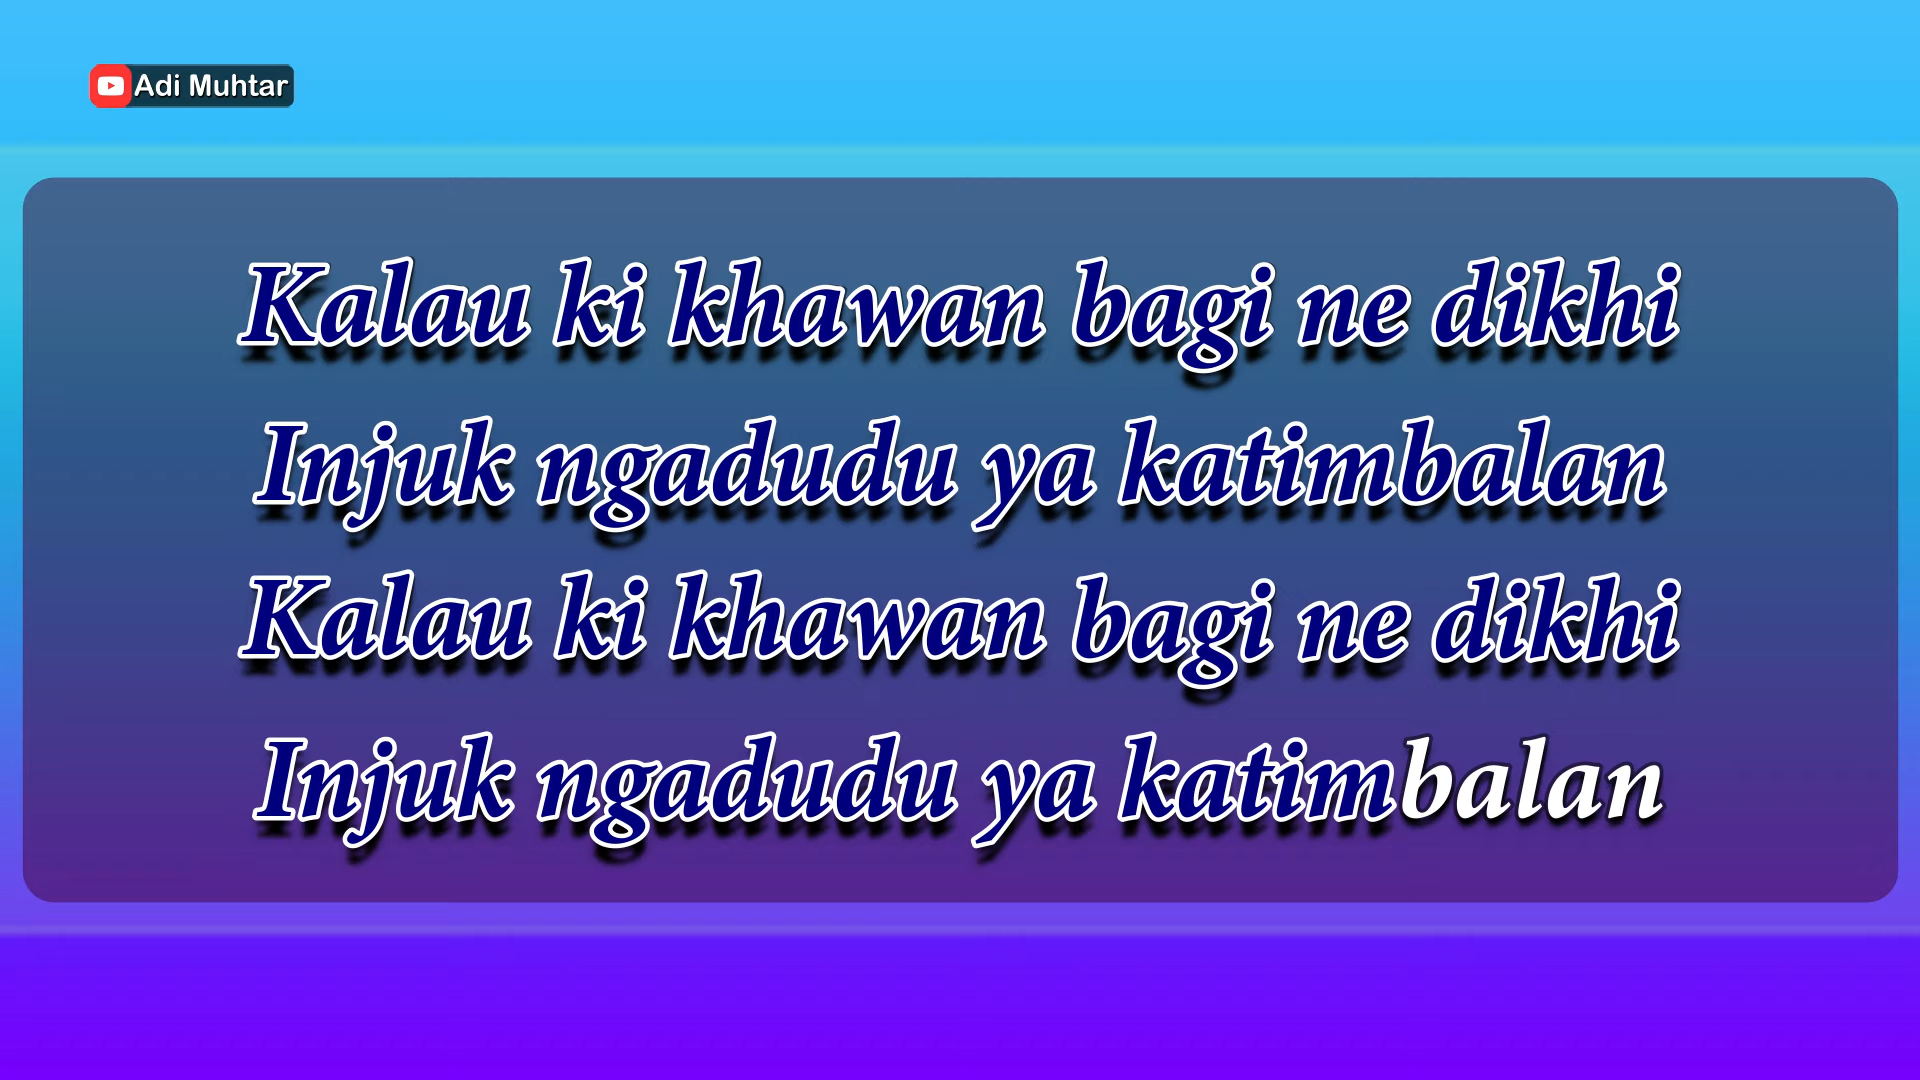 Adi Muhtar
Kalau ki khawan bagi ne dikhi
Injuk ngadudu ya katimbalan
Kalau ki khawan bagi ne dikhi
Injuk ngadudu ya katimbalan